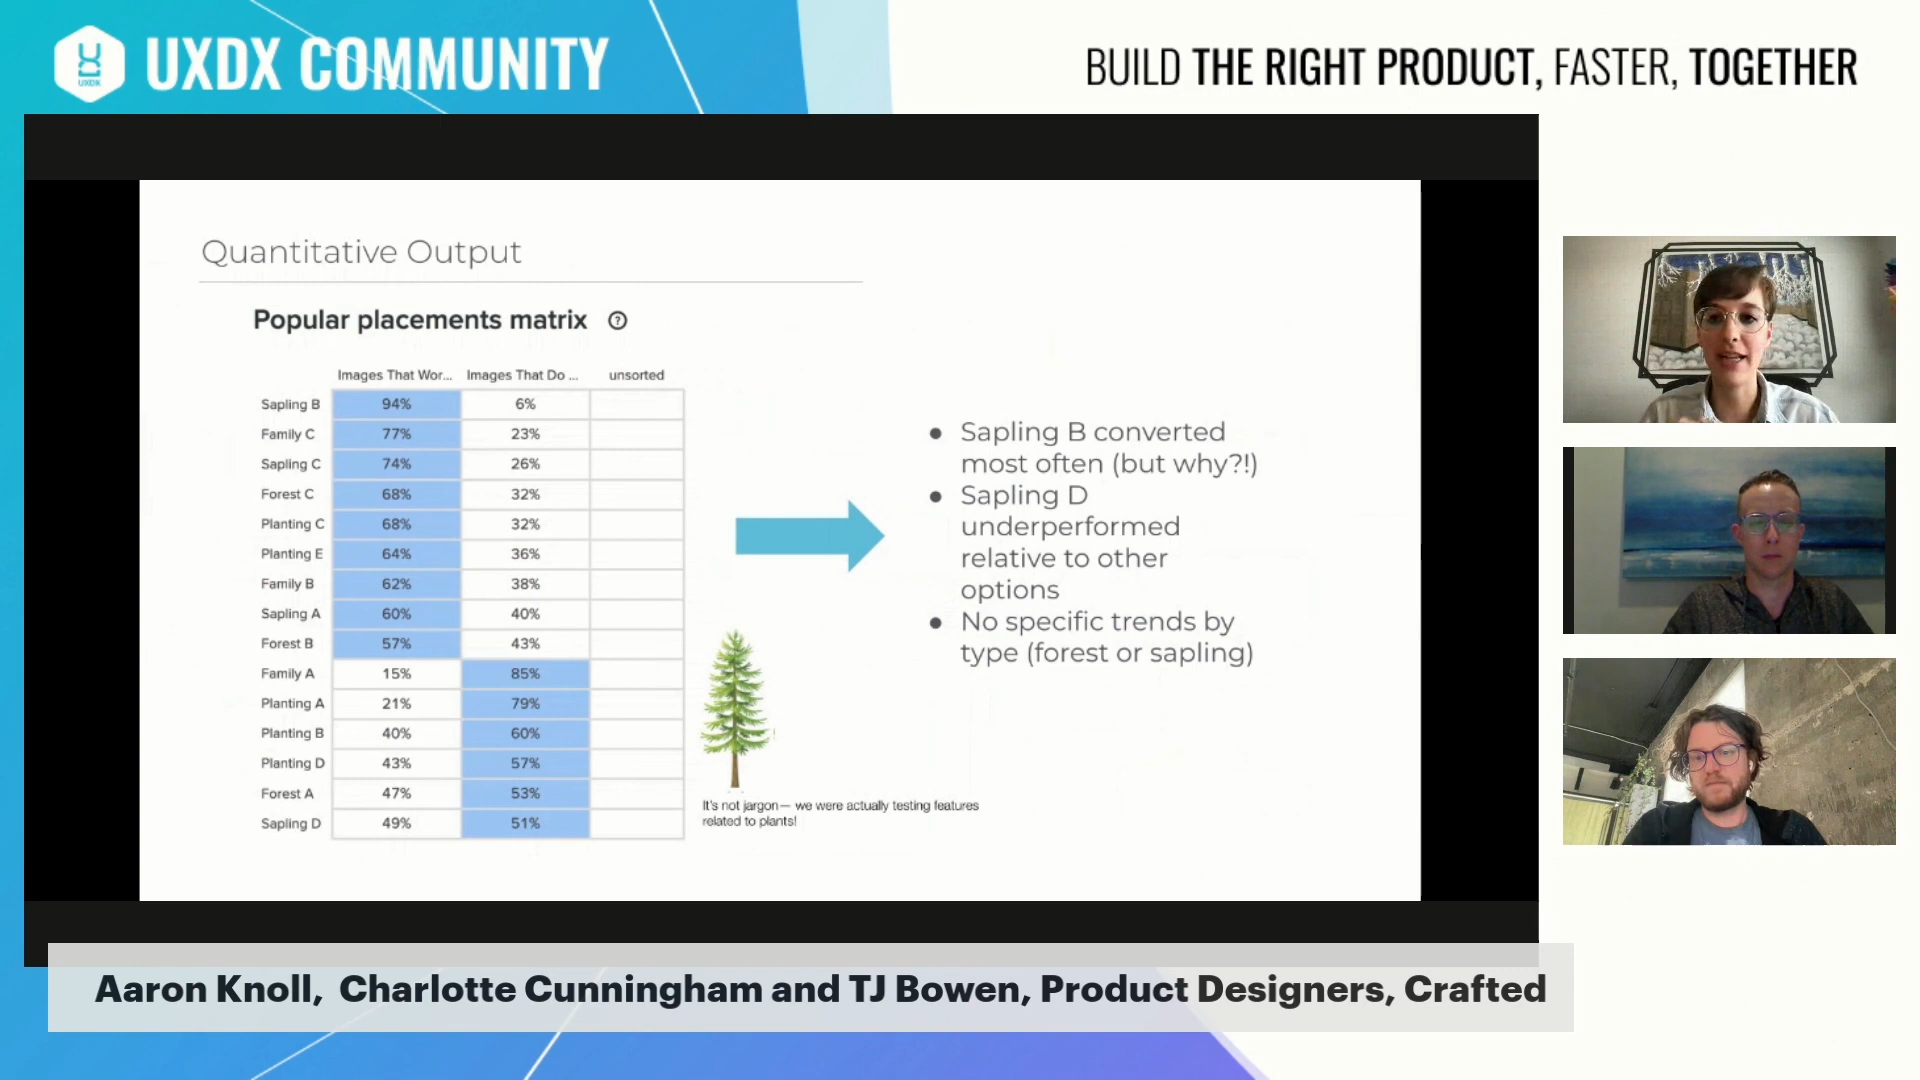 UXDX
UXDX COMMUNITY
BUILD THE RIGHT PRODUCT, FASTER, TOGETHER
Quantitative Output
Popular placements matrix ?
Images That Wor... Images That Do ... unsorted
Sapling B 94% 6%
Family C 77% 23%
Sapling C 74% 26%
Forest C 68% 32%
Planting C 68% 32%
Planting E 64% 36%
Family B 62% 38%
Sapling A 60% 40%
Forest B 57% 43%
Family A 15% 85%
Planting A 21% 79%
Planting B 40% 60%
Planting D 43% 57%
Forest A 47% 53%
Sapling D 49% 51%
It's not jargon— we were actually testing features
related to plants!
● Sapling B converted
most often (but why?!)
● Sapling D
underperformed
relative to other
options
● No specific trends by
type (forest or sapling)
Aaron Knoll, Charlotte Cunningham and TJ Bowen, Product Designers, Crafted